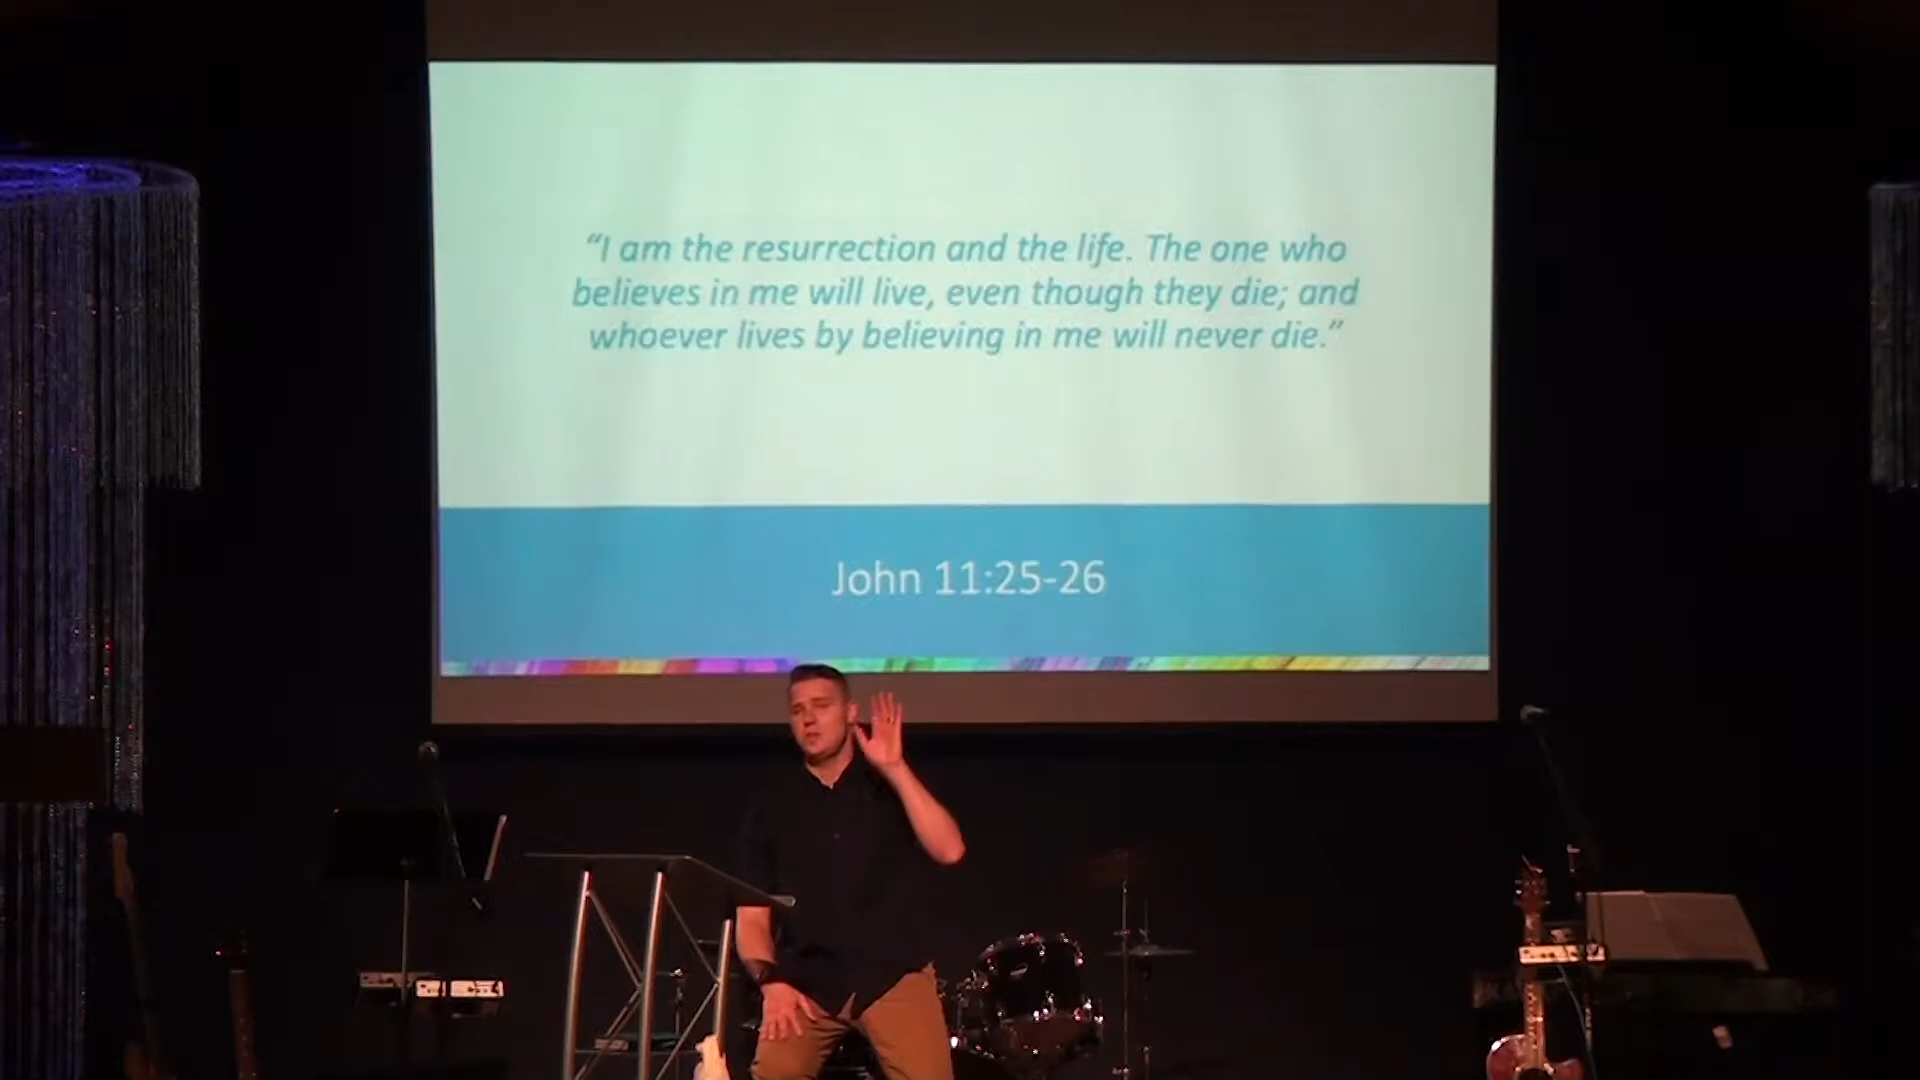 “I am the resurrection and the life. The one who
believes in me will live, even though they die; and
whoever lives by believing in me will never die.”
John 11:25-26